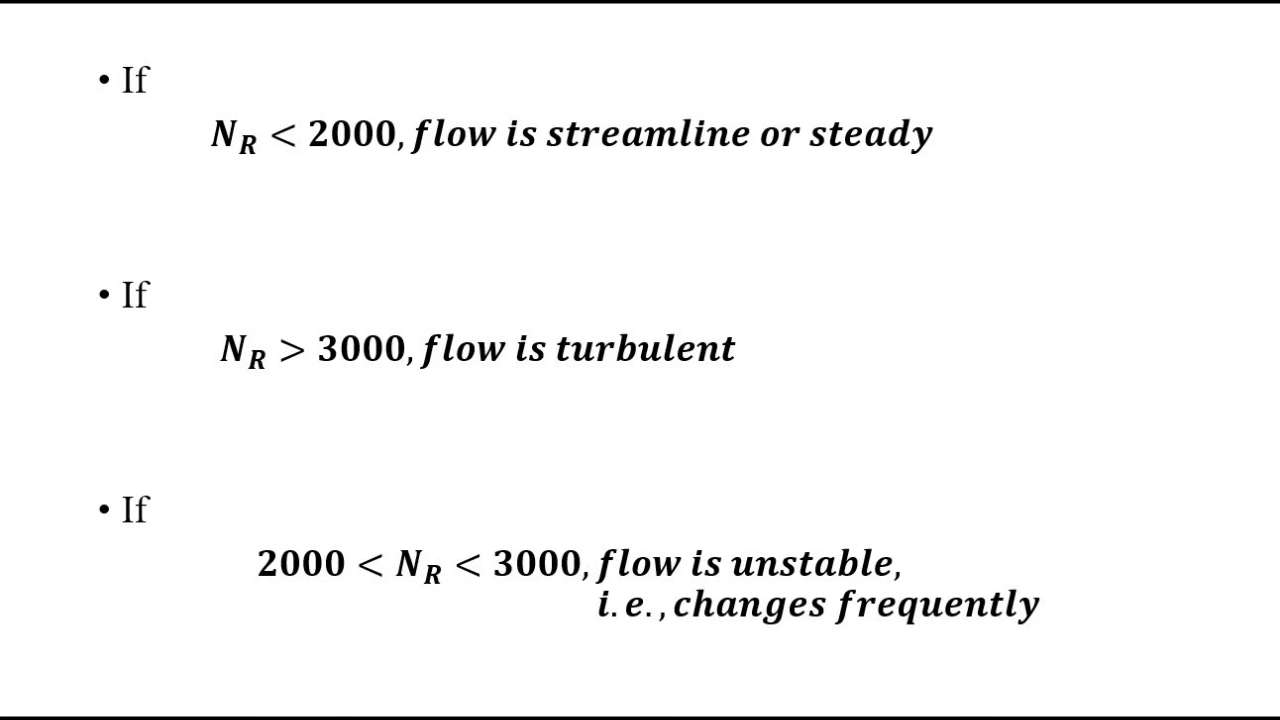 • If
N_R < 2000, flow is streamline or steady
• If
N_R > 3000, flow is turbulent
• If
2000 < N_R < 3000, flow is unstable,
i.e., changes frequently